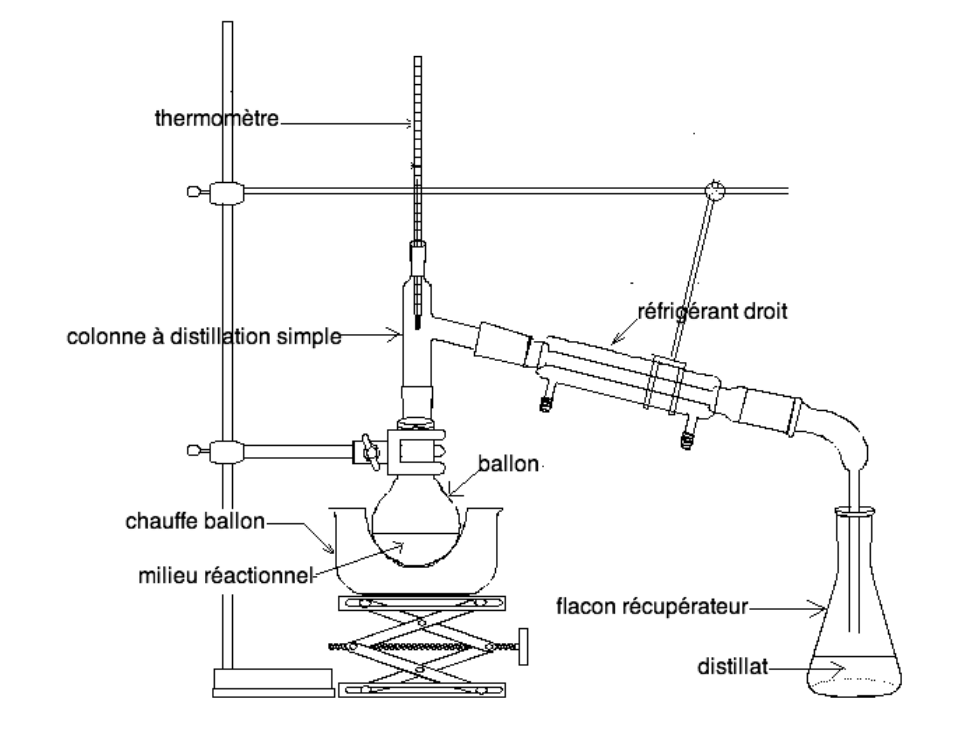 thermomètre
réfrigérant droit
colonne à distillation simple
ballon
chauffe ballon
milieu réactionnel
flacon récupérateur
distillat